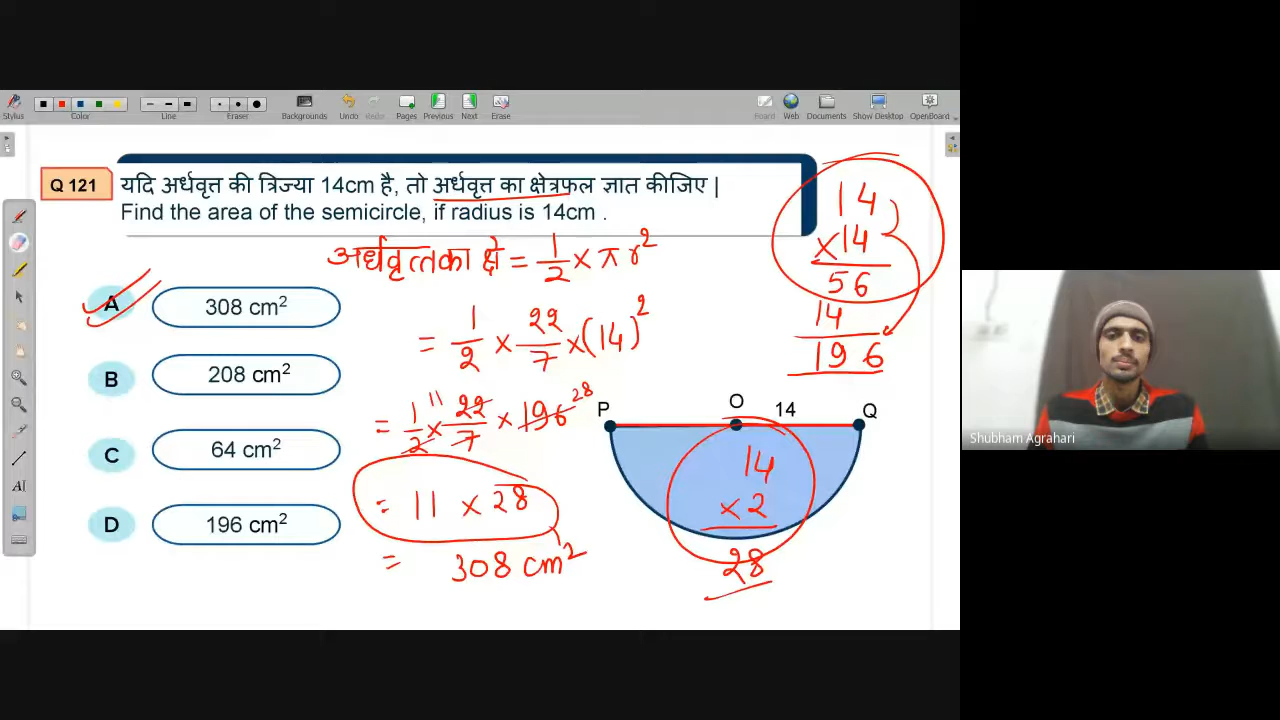 Stylus
Color
Line
Eraser
Backgrounds
Undo
Redo
Pages
Previous
Next
Erase
Board
Web
Documents
Show Desktop
OpenBoard
Q 121
यदि अर्धवृत्त की त्रिज्या 14cm है, तो अर्धवृत्त का क्षेत्रफल ज्ञात कीजिए |
Find the area of the semicircle, if radius is 14cm .
अर्धवृत्त का क्षे = 1/2 × π r²
= 1/2 × 22/7 × (14)²
= 1/2 × 22/7 × 196
11
28
= 11 × 28
= 308 cm²
A
308 cm²
B
208 cm²
C
64 cm²
D
196 cm²
14
×14
56
14
196
P
O
14
Q
14
×2
28
Shubham Agrahari